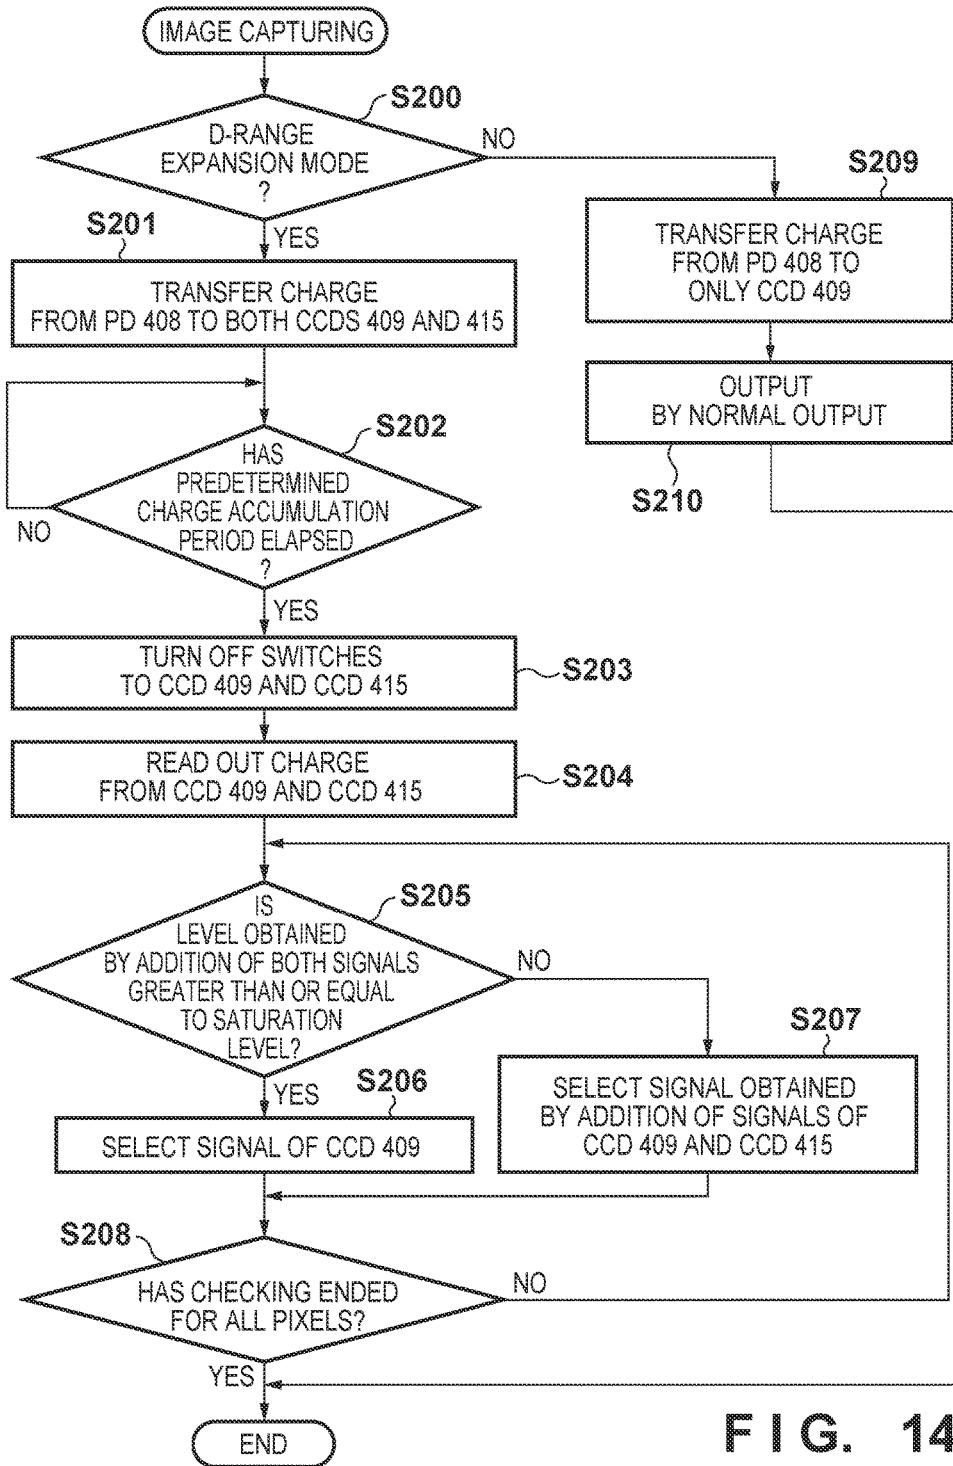 IMAGE CAPTURING
S200
D-RANGE
EXPANSION MODE
?
NO
YES
S201
TRANSFER CHARGE
FROM PD 408 TO BOTH CCDS 409 AND 415
S209
TRANSFER CHARGE
FROM PD 408 TO
ONLY CCD 409
OUTPUT
BY NORMAL OUTPUT
S210
S202
HAS
PREDETERMINED
CHARGE ACCUMULATION
PERIOD ELAPSED
?
NO
YES
TURN OFF SWITCHES
TO CCD 409 AND CCD 415
S203
READ OUT CHARGE
FROM CCD 409 AND CCD 415
S204
S205
IS
LEVEL OBTAINED
BY ADDITION OF BOTH SIGNALS
GREATER THAN OR EQUAL
TO SATURATION
LEVEL?
NO
YES
S206
SELECT SIGNAL OF CCD 409
S207
SELECT SIGNAL OBTAINED
BY ADDITION OF SIGNALS OF
CCD 409 AND CCD 415
S208
HAS CHECKING ENDED
FOR ALL PIXELS?
NO
YES
END
FIG. 14